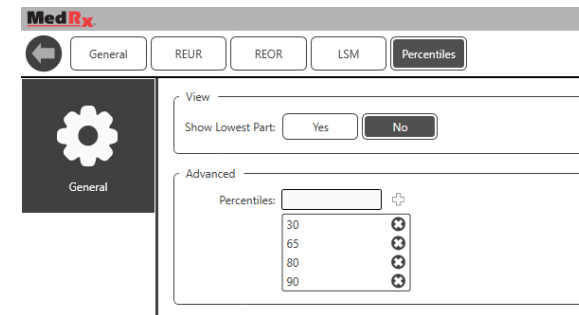 MedRx
General REUR REOR LSM Percentiles
View
Show Lowest Part: Yes No
General
Advanced
Percentiles:
30
65
80
90